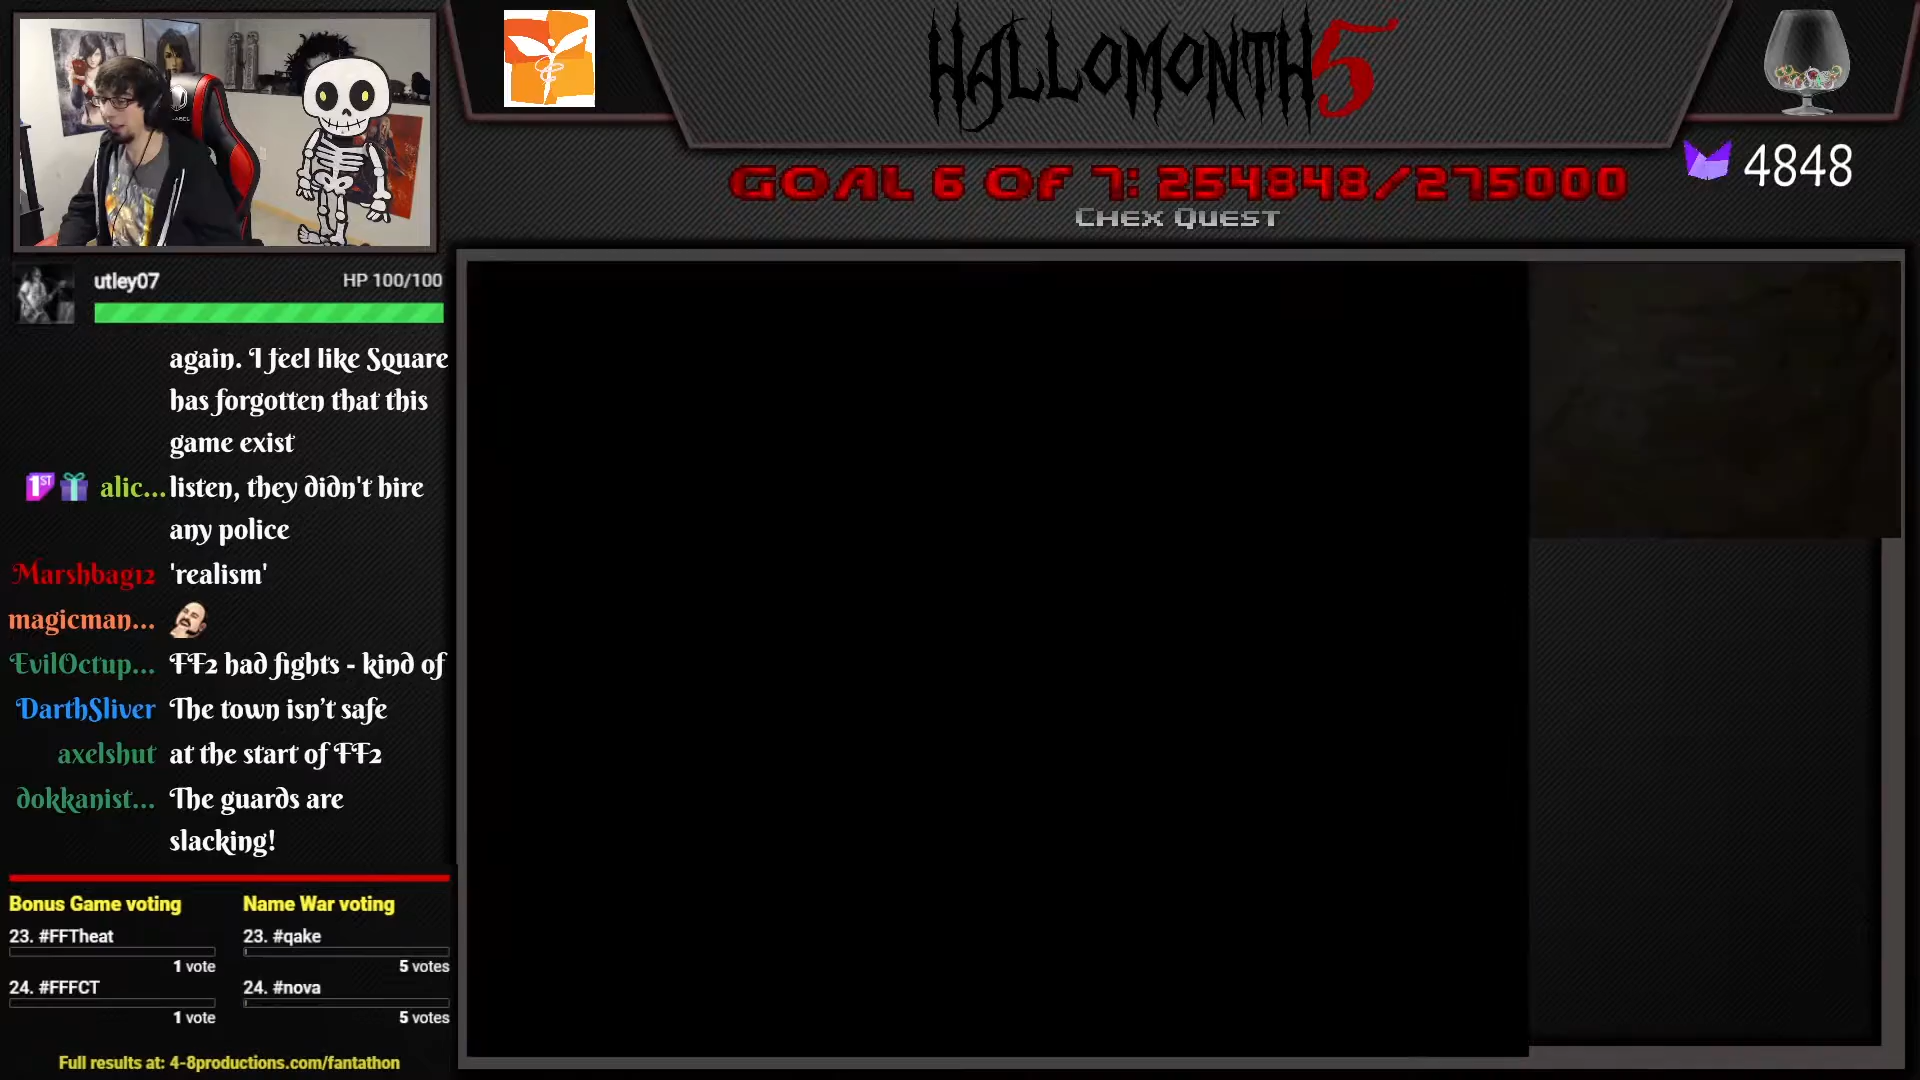 HALLOMONTH5
GOAL 6 OF 7: 254848/275000
CHEX QUEST
4848
utley07 HP 100/100
again. I feel like Square
has forgotten that this
game exist
1ST alic... listen, they didn't hire
any police
Marshbag12 'realism'
magicman...
EvilOctup... FF2 had fights - kind of
DarthSliver The town isn’t safe
axelshut at the start of FF2
dokkanist... The guards are
slacking!
Bonus Game voting Name War voting
23. #FFTheat 23. #qake
1 vote 5 votes
24. #FFFCT 24. #nova
1 vote 5 votes
Full results at: 4-8productions.com/fantathon